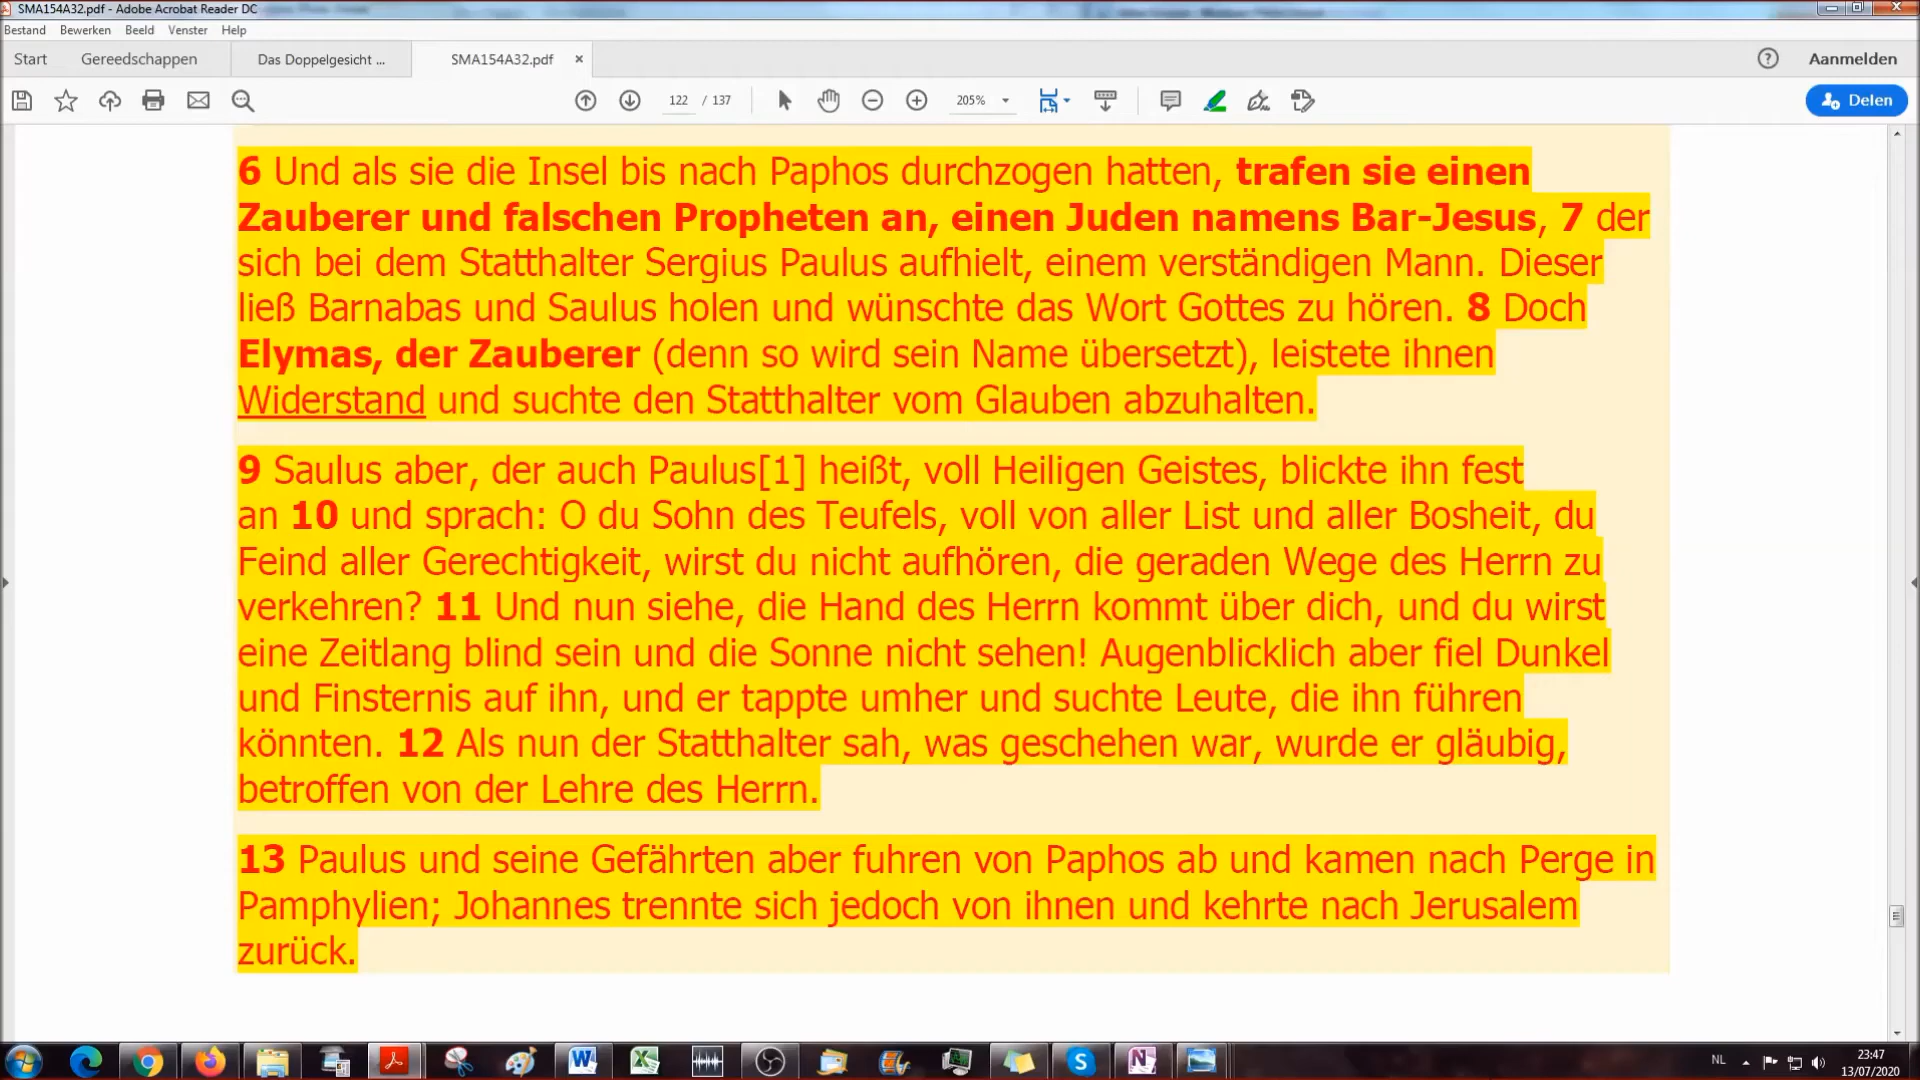 SMA154A32.pdf - Adobe Acrobat Reader DC
Bestand Bewerken Beeld Venster Help
Start Gereedschappen Das Doppelgesicht ... SMA154A32.pdf × Aanmelden
122 / 137 205% Delen
6 Und als sie die Insel bis nach Paphos durchzogen hatten, trafen sie einen
Zauberer und falschen Propheten an, einen Juden namens Bar-Jesus, 7 der
sich bei dem Statthalter Sergius Paulus aufhielt, einem verständigen Mann. Dieser
ließ Barnabas und Saulus holen und wünschte das Wort Gottes zu hören. 8 Doch
Elymas, der Zauberer (denn so wird sein Name übersetzt), leistete ihnen
Widerstand und suchte den Statthalter vom Glauben abzuhalten.
9 Saulus aber, der auch Paulus[1] heißt, voll Heiligen Geistes, blickte ihn fest
an 10 und sprach: O du Sohn des Teufels, voll von aller List und aller Bosheit, du
Feind aller Gerechtigkeit, wirst du nicht aufhören, die geraden Wege des Herrn zu
verkehren? 11 Und nun siehe, die Hand des Herrn kommt über dich, und du wirst
eine Zeitlang blind sein und die Sonne nicht sehen! Augenblicklich aber fiel Dunkel
und Finsternis auf ihn, und er tappte umher und suchte Leute, die ihn führen
könnten. 12 Als nun der Statthalter sah, was geschehen war, wurde er gläubig,
betroffen von der Lehre des Herrn.
13 Paulus und seine Gefährten aber fuhren von Paphos ab und kamen nach Perge in
Pamphylien; Johannes trennte sich jedoch von ihnen und kehrte nach Jerusalem
zurück.
NL 23:47
13/07/2020